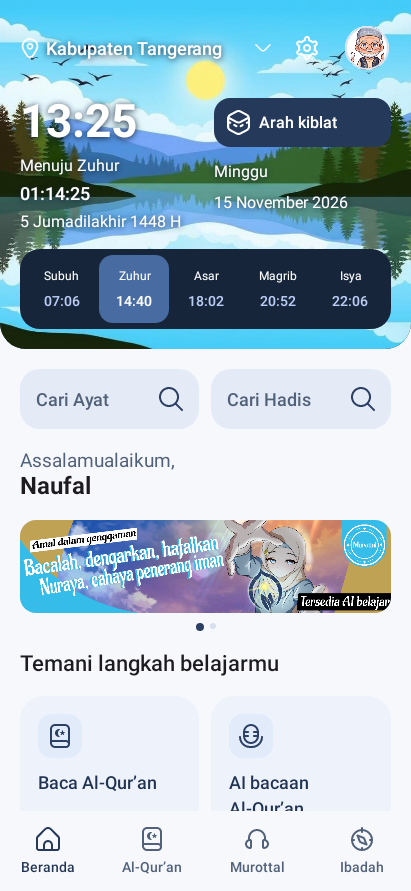 Kabupaten Tangerang
13:25
Arah kiblat
Menuju Zuhur
Minggu
01:14:25
15 November 2026
5 Jumadilakhir 1448 H
Subuh Zuhur Asar Magrib Isya
07:06 14:40 18:02 20:52 22:06
Cari Ayat
Cari Hadis
Assalamualaikum,
Naufal
Amal dalam genggaman
Bacalah, dengarkan, hafalkan
Nuraya, cahaya penerang iman
Tersedia AI belajar
Temani langkah belajarmu
Baca Al-Qur’an
AI bacaan
Al-Qur’an
Beranda Al-Qur’an Murottal Ibadah